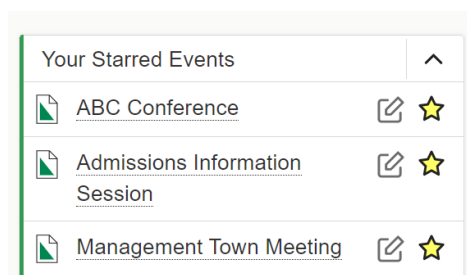 Your Starred Events
ABC Conference
Admissions Information
Session
Management Town Meeting